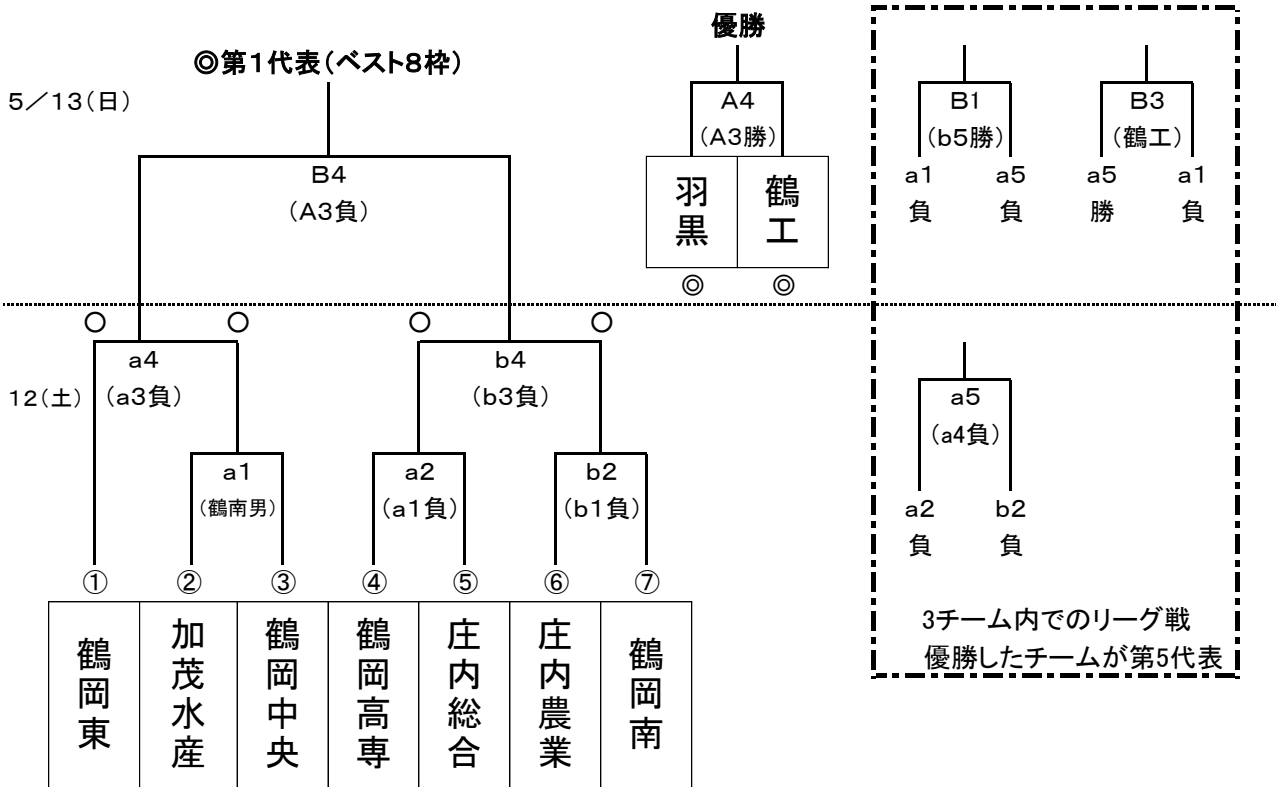 優勝
◎第１代表（ベスト８枠）
5／13（日）
A4
（A3勝）
B1
（b5勝）
B3
（鶴工）
B4
（A3負）
羽黒
鶴工
a1
負
a5
負
a5
勝
a1
負
◎
◎
○
○
○
○
a4
（a3負）
b4
（b3負）
12（土）
a5
（a4負）
a1
（鶴南男）
a2
（a1負）
b2
（b1負）
a2
負
b2
負
①
②
③
④
⑤
⑥
⑦
鶴岡東
加茂水産
鶴岡中央
鶴岡高専
庄内総合
庄内農業
鶴岡南
3チーム内でのリーグ戦
優勝したチームが第5代表